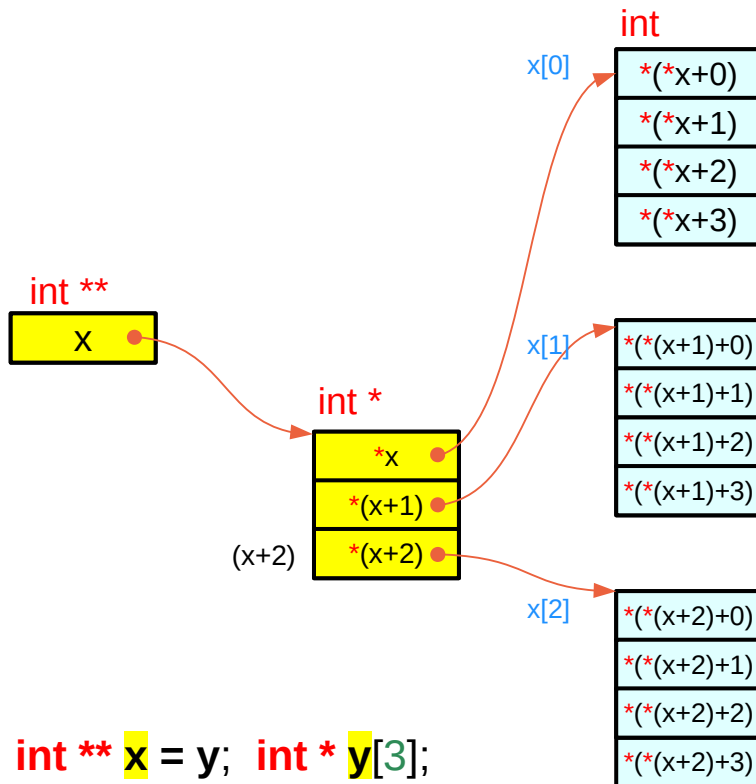 int
x[0]
*(*x+0)
*(*x+1)
*(*x+2)
*(*x+3)
int **
x
x[1]
*(*(x+1)+0)
*(*(x+1)+1)
*(*(x+1)+2)
*(*(x+1)+3)
int *
*x
*(x+1)
(x+2) *(x+2)
x[2]
*(*(x+2)+0)
*(*(x+2)+1)
*(*(x+2)+2)
*(*(x+2)+3)
int ** x = y; int * y[3];